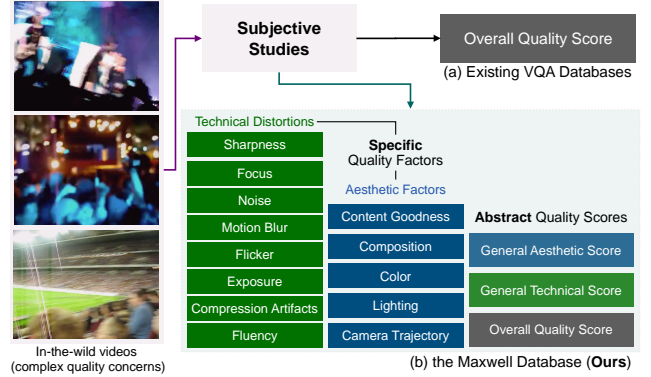 Subjective
Studies
Overall Quality Score
(a) Existing VQA Databases
Technical Distortions
Sharpness
Focus
Noise
Motion Blur
Flicker
Exposure
Compression Artifacts
Fluency
Specific
Quality Factors
Aesthetic Factors
Content Goodness
Composition
Color
Lighting
Camera Trajectory
Abstract Quality Scores
General Aesthetic Score
General Technical Score
Overall Quality Score
In-the-wild videos
(complex quality concerns)
(b) the Maxwell Database (Ours)